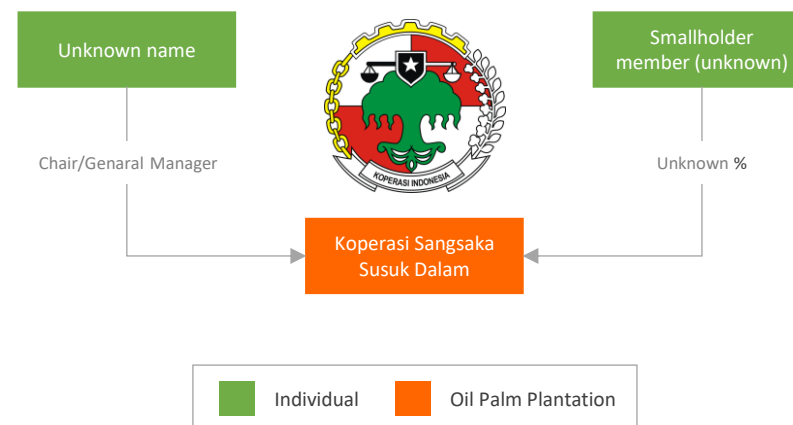 Unknown name
Smallholder
member (unknown)
KOPERASI INDONESIA
Chair/Genaral Manager
Unknown %
Koperasi Sangsaka
Susuk Dalam
Individual
Oil Palm Plantation